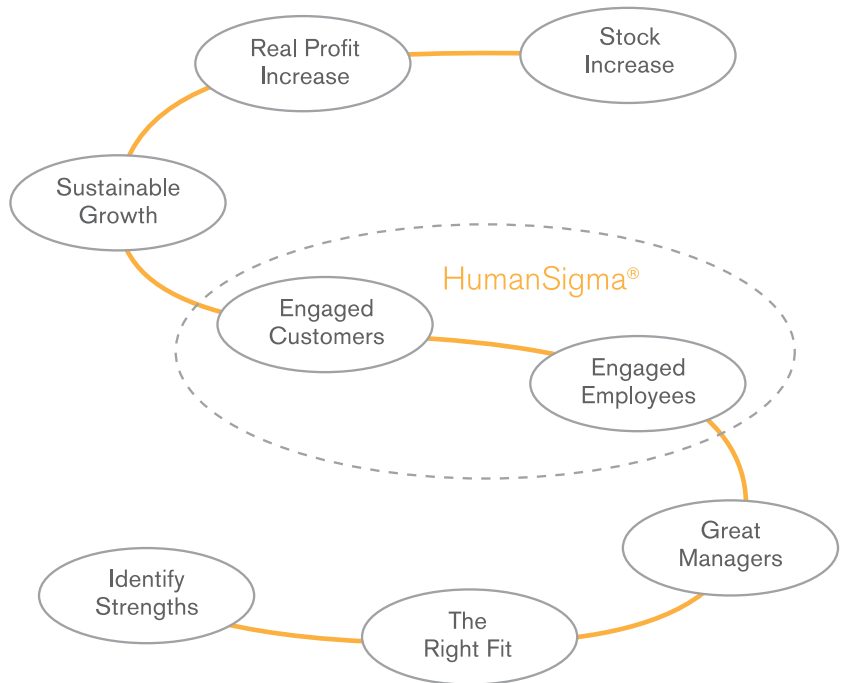 Real Profit
Increase
Stock
Increase
Sustainable
Growth
HumanSigma®
Engaged
Customers
Engaged
Employees
Great
Managers
Identify
Strengths
The
Right Fit